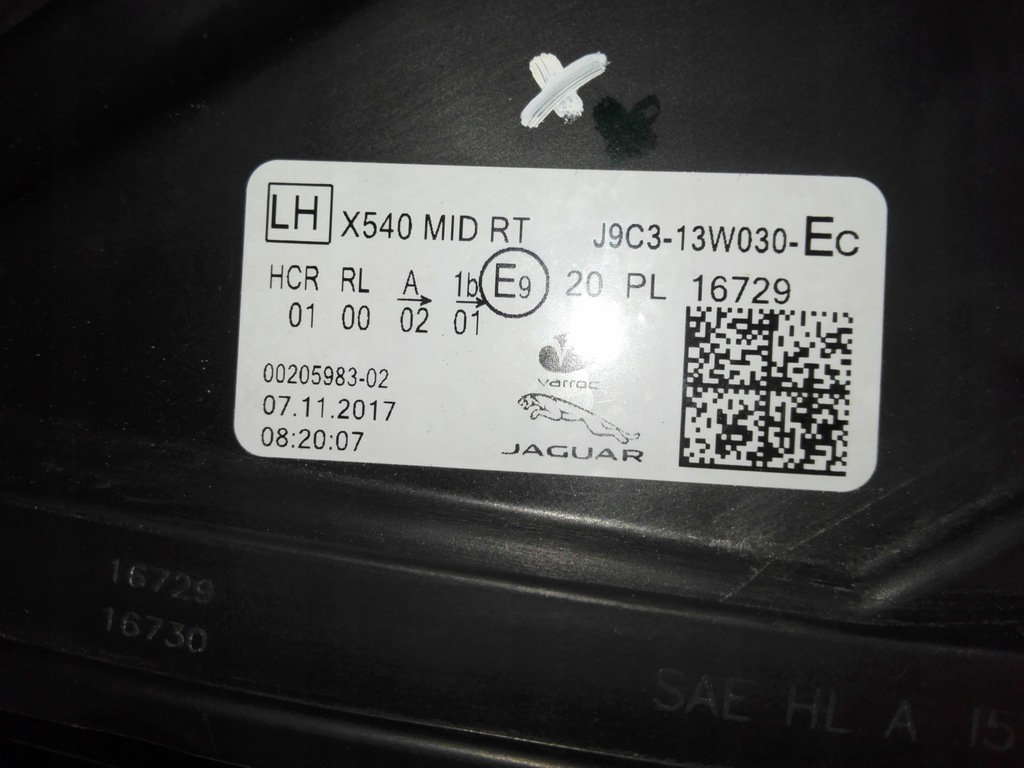 LH X540 MID RT J9C3-13W030-EC
HCR RL A 1b E9 20 PL 16729
01 00 02 01
00205983-02
07.11.2017
08:20:07
varroc
JAGUAR
16729
16730
SAE HL A 15